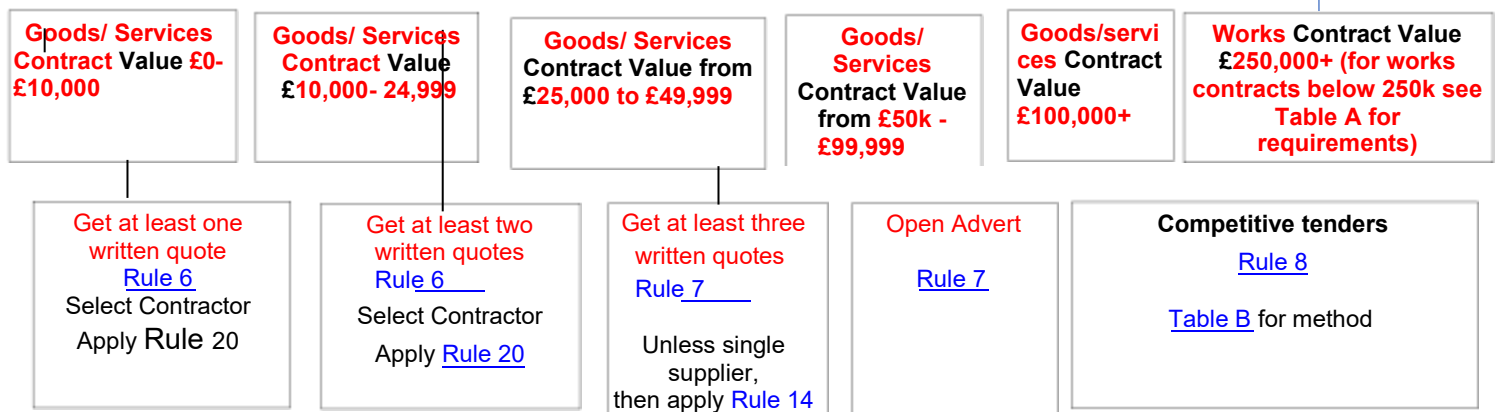 Goods/ Services
Contract Value £0-
£10,000
Goods/ Services
Contract Value
£10,000- 24,999
Goods/ Services
Contract Value from
£25,000 to £49,999
Goods/
Services
Contract Value
from £50k -
£99,999
Goods/servi
ces Contract
Value
£100,000+
Works Contract Value
£250,000+ (for works
contracts below 250k see
Table A for
requirements)
Get at least one
written quote
Rule 6
Select Contractor
Apply Rule 20
Get at least two
written quotes
Rule 6
Select Contractor
Apply Rule 20
Get at least three
written quotes
Rule 7
Unless single
supplier,
then apply Rule 14
Open Advert
Rule 7
Competitive tenders
Rule 8
Table B for method